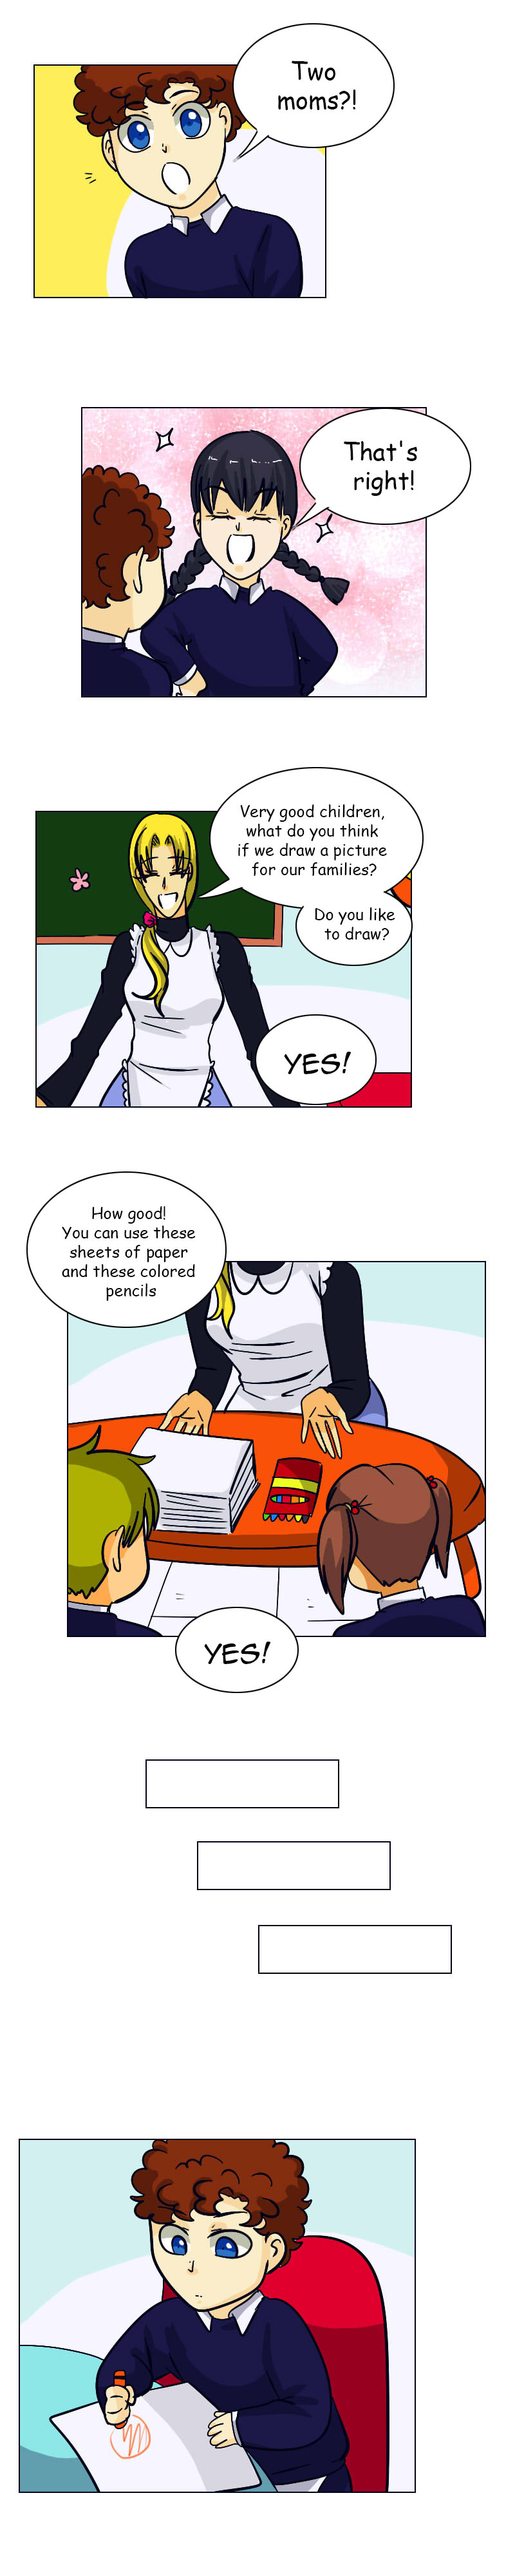 Two
moms?!
That's
right!
Very good children,
what do you think
if we draw a picture
for our families?
Do you like
to draw?
YES!
How good!
You can use these
sheets of paper
and these colored
pencils
YES!